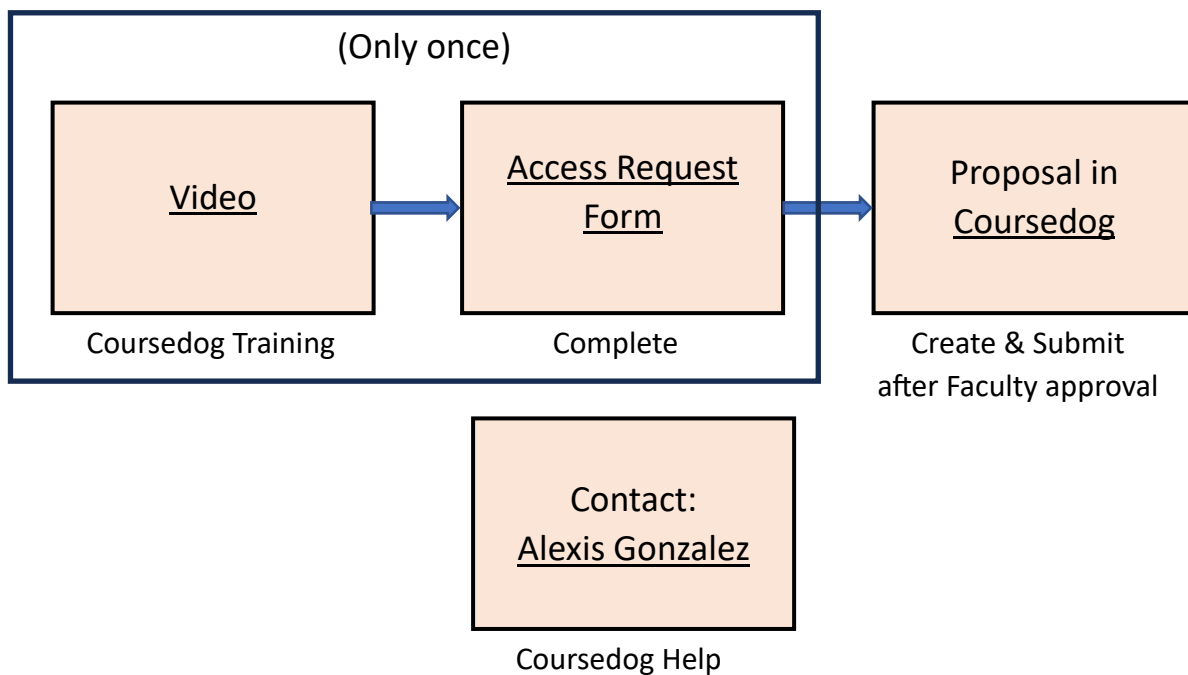 (Only once)
Video
Coursedog Training
Access Request
Form
Complete
Proposal in
Coursedog
Create & Submit
after Faculty approval
Contact:
Alexis Gonzalez
Coursedog Help